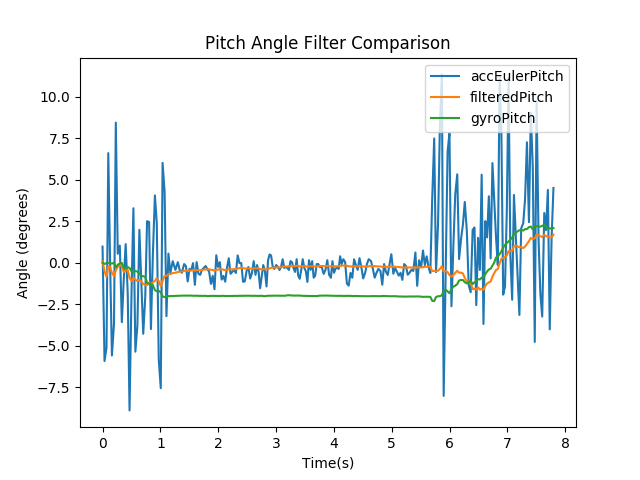 Pitch Angle Filter Comparison
accEulerPitch
filteredPitch
gyroPitch
Angle (degrees)
10.0
7.5
5.0
2.5
0.0
−2.5
−5.0
−7.5
0 1 2 3 4 5 6 7 8
Time(s)